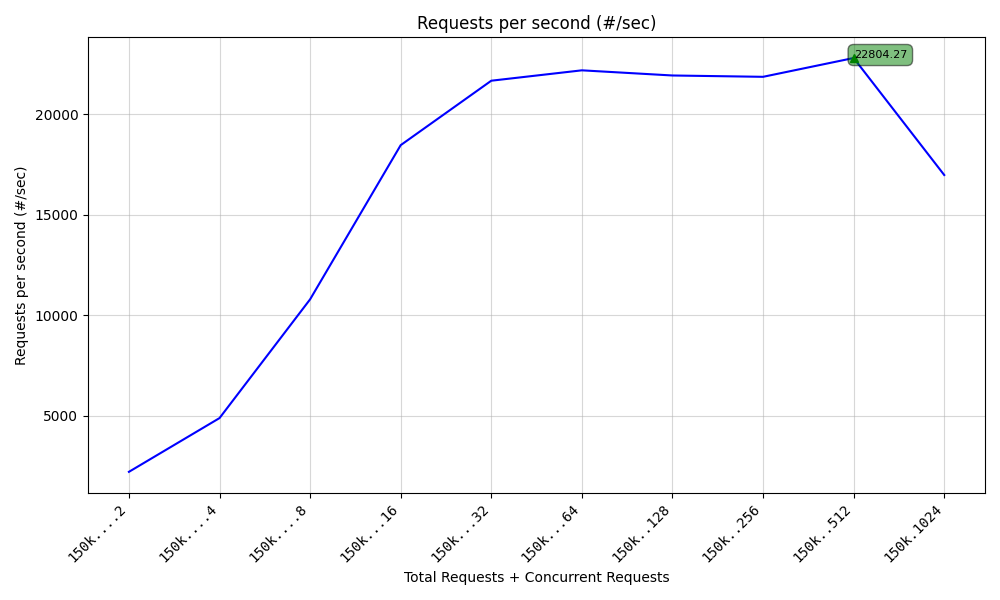 Requests per second (#/sec)
22804.27
Requests per second (#/sec)
20000
15000
10000
5000
150k....2
150k....4
150k....8
150k...16
150k...32
150k...64
150k..128
150k..256
150k..512
150k.1024
Total Requests + Concurrent Requests